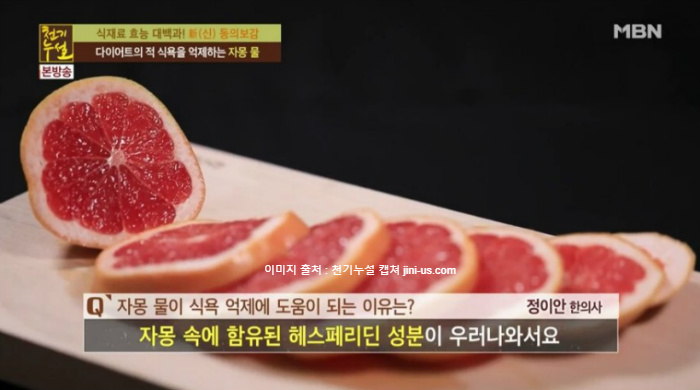 천기누설
식재료 효능 대백과! 新(신) 동의보감
다이어트의 적 식욕을 억제하는 자몽 물
본방송
MBN
이미지 출처 : 천기누설 캡쳐 jini-us.com
Q 자몽 물이 식욕 억제에 도움이 되는 이유는?
정이안 한의사
자몽 속에 함유된 헤스페리딘 성분이 우러나와서요